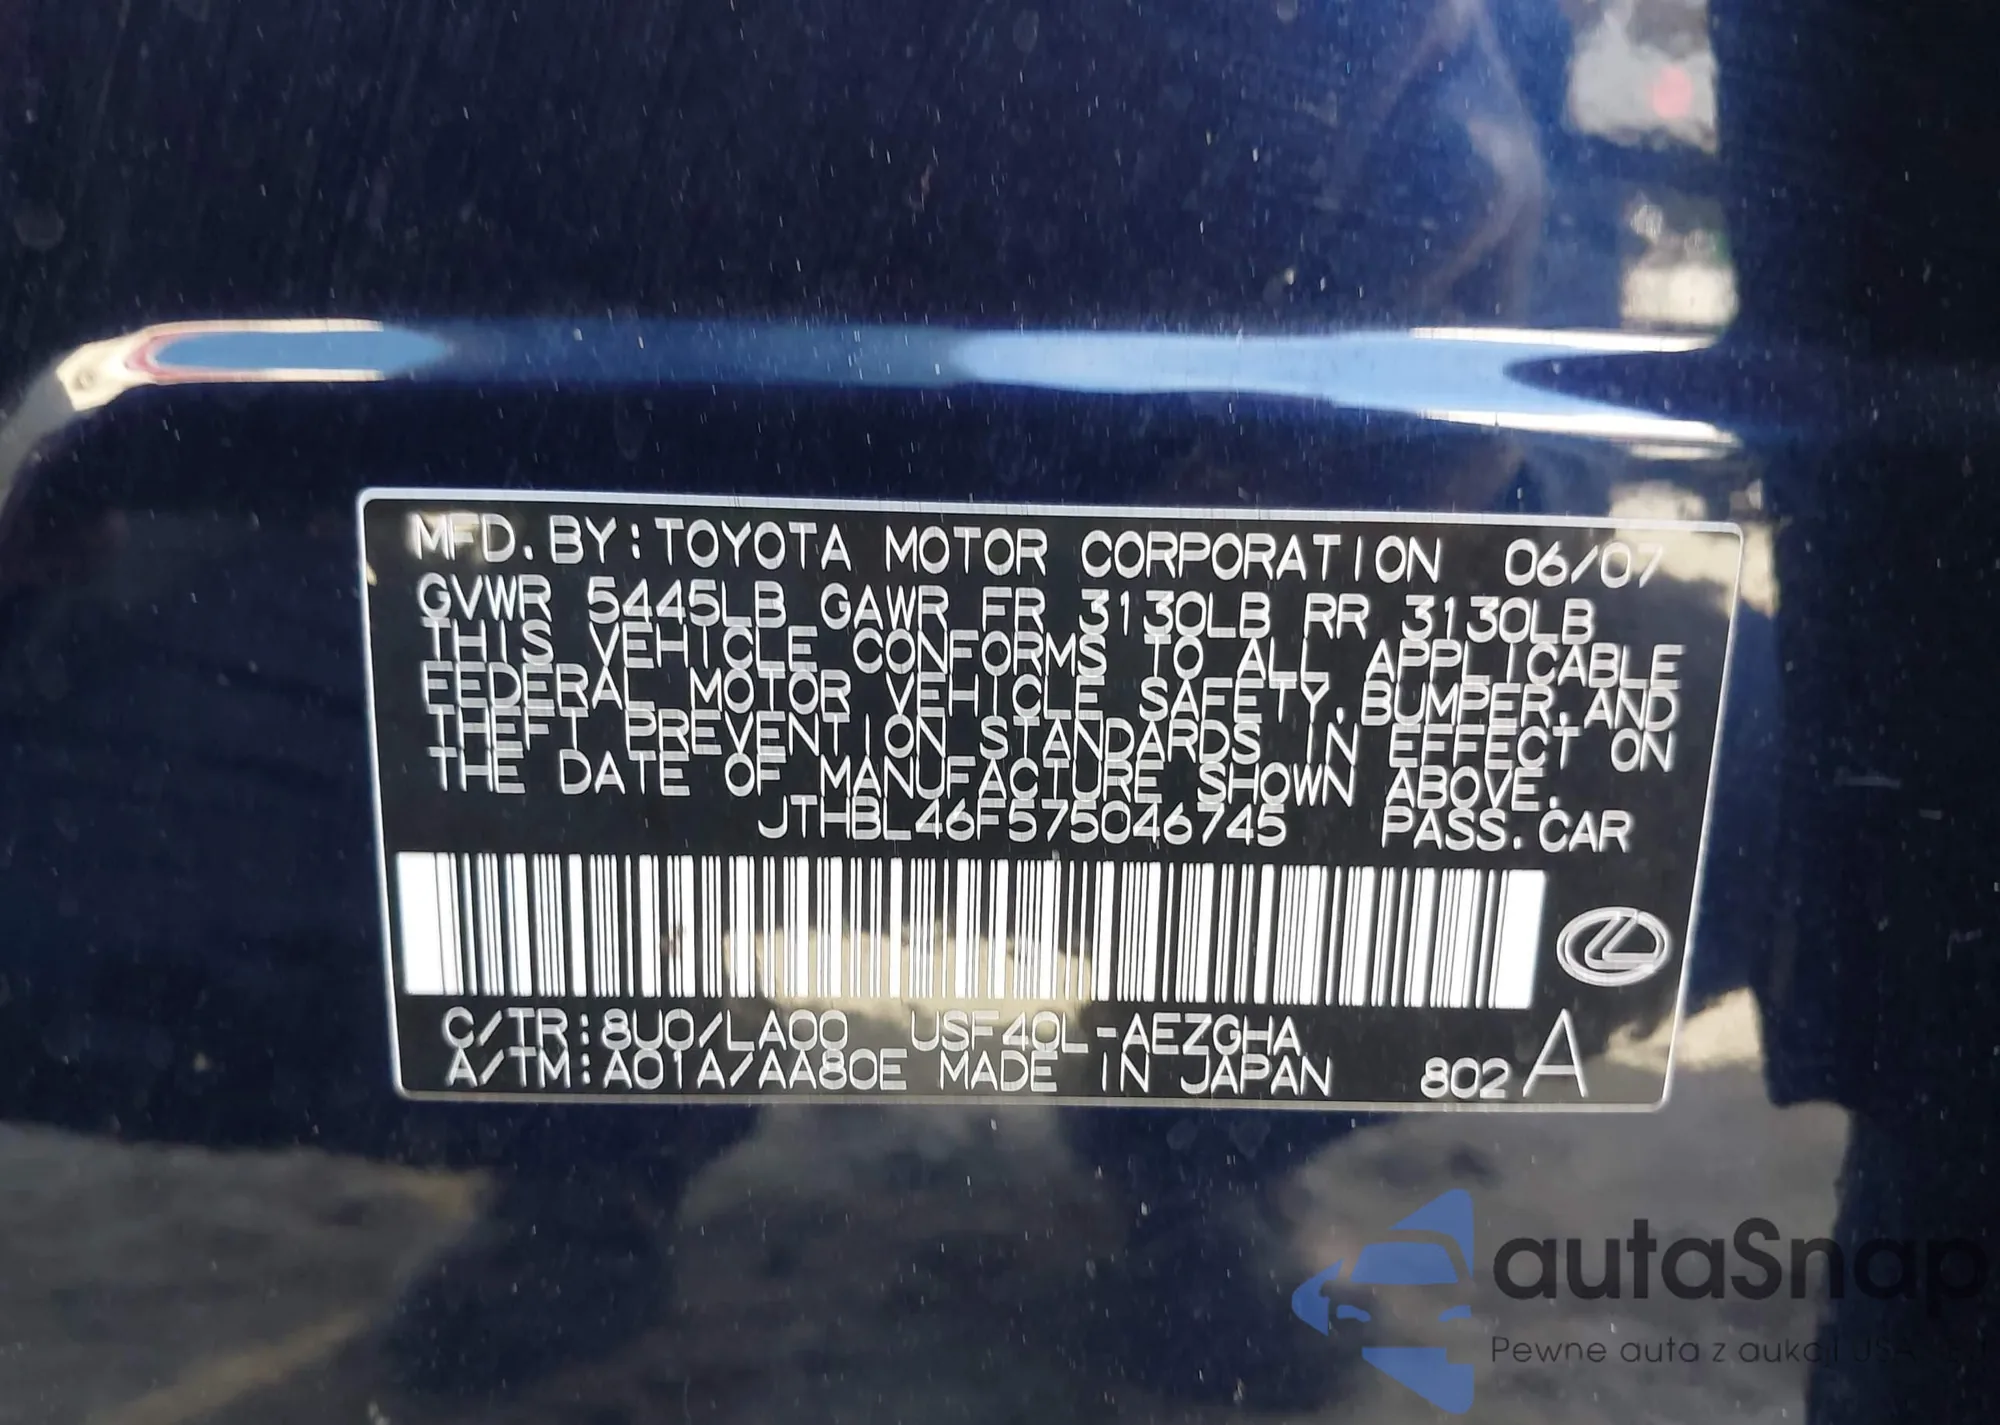 MFD. BY:TOYOTA MOTOR CORPORATION 06/07
GVWR 5445LB GAWR FR 3130LB RR 3130LB
THIS VEHICLE CONFORMS TO ALL APPLICABLE
FEDERAL MOTOR VEHICLE SAFETY, BUMPER, AND
THEFT PREVENTION STANDARDS IN EFFECT ON
THE DATE OF MANUFACTURE SHOWN ABOVE.
JTHBL46F575046745 PASS. CAR
C/TR:8U0/LA00 USF40L-AEZGHA
A/TM:A01A/AA80E MADE IN JAPAN 802 A
autaSnap
Pewne auta z aukcji USA